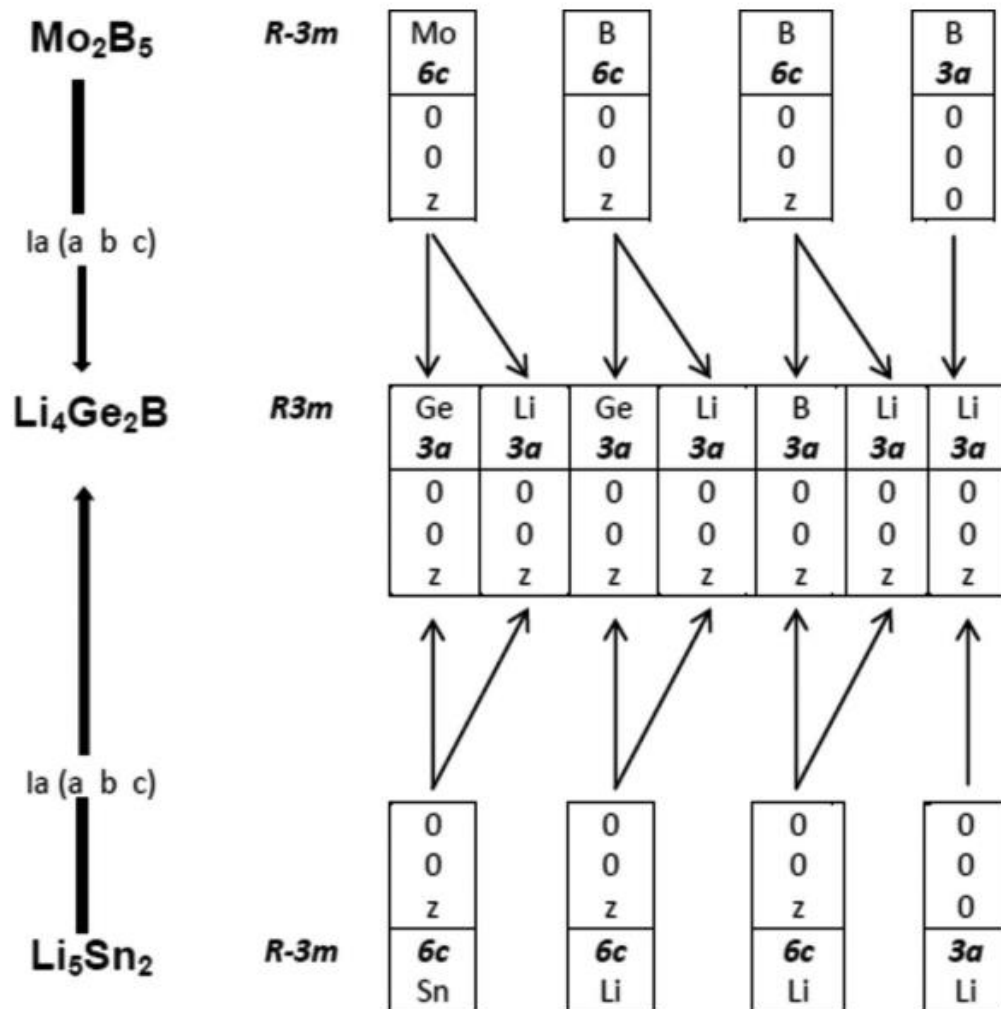 Mo₂B₅ R-3m Mo B B B
6c 6c 6c 3a
0 0 0 0
0 0 0 0
z z z 0
Ia (a b c)
Li₄Ge₂B R3m Ge Li Ge Li B Li Li
3a 3a 3a 3a 3a 3a 3a
0 0 0 0 0 0 0
0 0 0 0 0 0 0
z z z z z z z
Ia (a b c)
0 0 0 0
0 0 0 0
z z z 0
Li₅Sn₂ R-3m 6c 6c 6c 3a
Sn Li Li Li